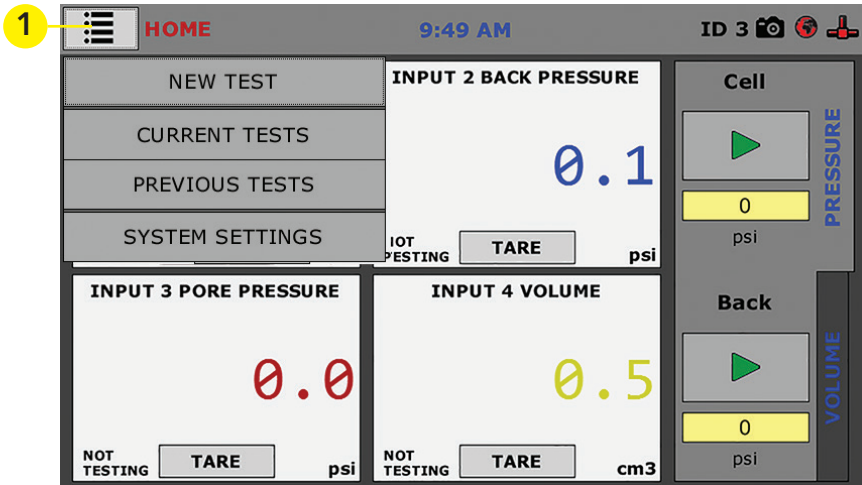 1
HOME
9:49 AM
ID 3
NEW TEST
CURRENT TESTS
PREVIOUS TESTS
SYSTEM SETTINGS
INPUT 2 BACK PRESSURE
0.1
TESTING
TARE
psi
INPUT 3 PORE PRESSURE
0.0
NOT
TESTING
TARE
psi
INPUT 4 VOLUME
0.5
NOT
TESTING
TARE
cm3
Cell
0
psi
PRESSURE
Back
0
psi
VOLUME